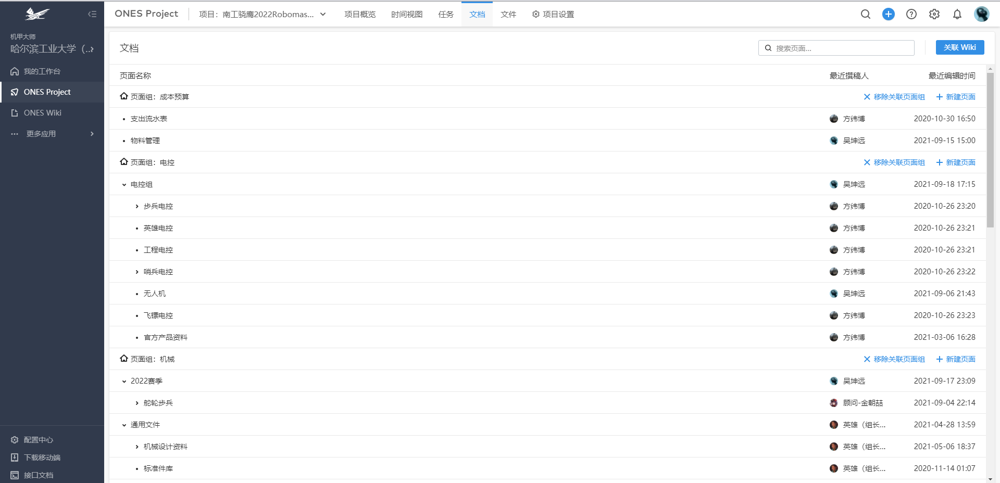 ONES Project
项目：南工骁鹰2022Robomas...
项目概览
时间视图
任务
文档
文件
项目设置
机甲大师
哈尔滨工业大学（...
我的工作台
ONES Project
ONES Wiki
更多应用
配置中心
下载移动端
接口文档
文档
搜索页面...
关联 Wiki
页面名称 最近撰稿人 最近编辑时间
页面组：成本预算 移除关联页面组 新建页面
支出流水表 方纬博 2020-10-30 16:50
物料管理 吴坤远 2021-09-15 15:00
页面组：电控 移除关联页面组 新建页面
电控组 吴坤远 2021-09-18 17:15
步兵电控 方纬博 2020-10-26 23:20
英雄电控 方纬博 2020-10-26 23:21
工程电控 方纬博 2020-10-26 23:21
哨兵电控 方纬博 2020-10-26 23:22
无人机 吴坤远 2021-09-06 21:43
飞镖电控 方纬博 2020-10-26 23:23
官方产品资料 方纬博 2021-03-06 16:28
页面组：机械 移除关联页面组 新建页面
2022赛季 吴坤远 2021-09-17 23:09
舵轮步兵 顾问-金朝喆 2021-09-04 22:14
通用文件 英雄（组长... 2021-04-28 13:59
机械设计资料 英雄（组长... 2021-05-06 18:37
标准件库 英雄（组长... 2020-11-14 01:07